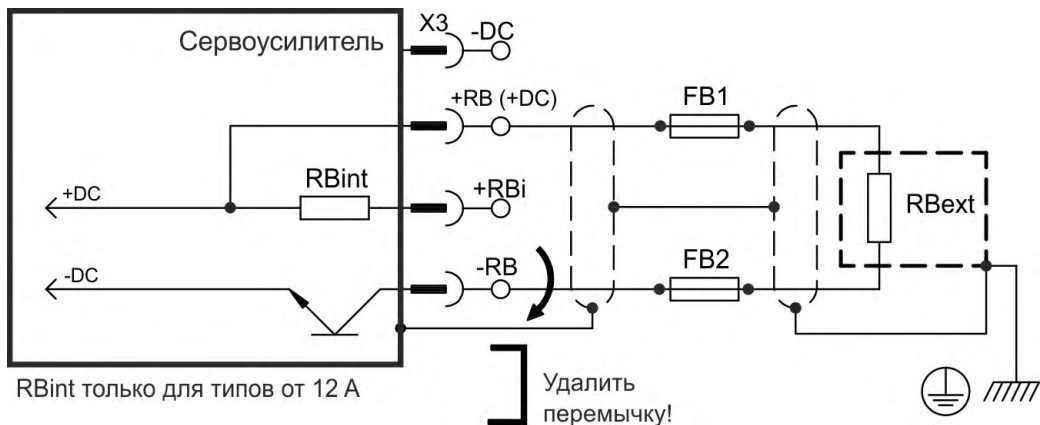 Сервоусилитель
X3
-DC
+RB (+DC)
FB1
+DC
RBint
+RBi
RBext
-DC
-RB
FB2
RBint только для типов от 12 A
Удалить
перемычку!